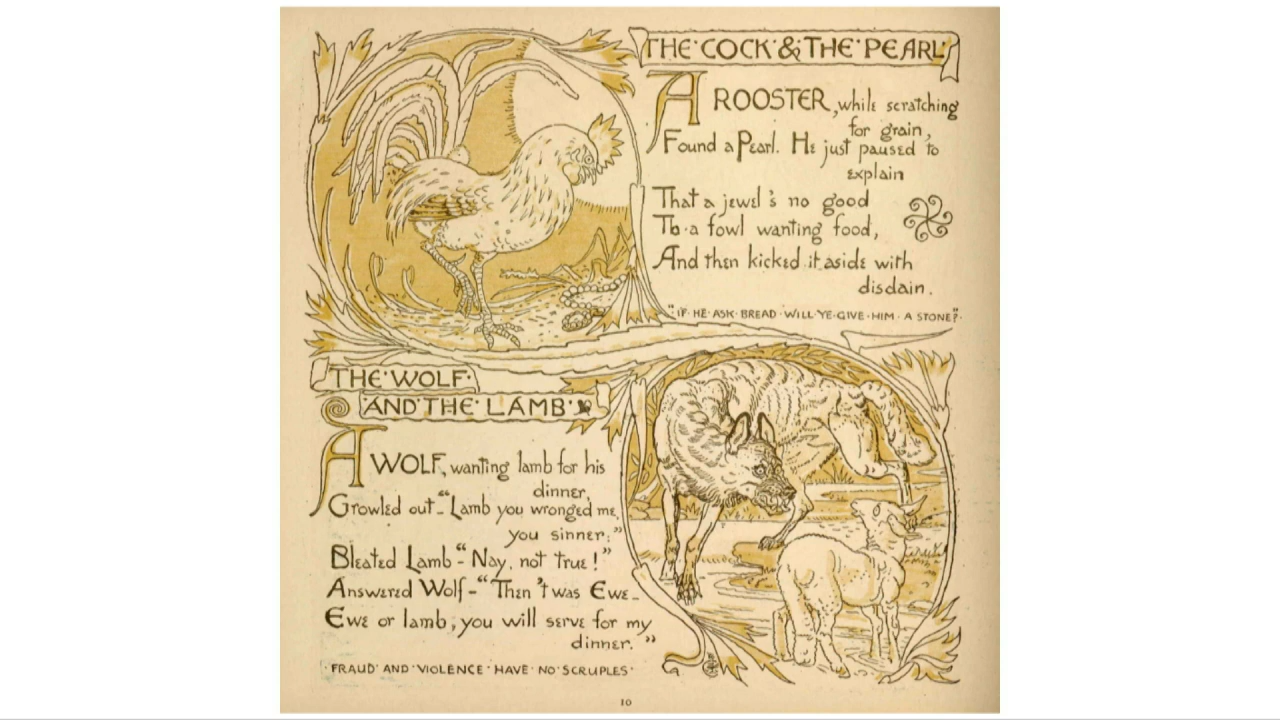 THE COCK & THE PEARL
A ROOSTER, while scratching
for grain,
Found a Pearl. He just paused to
explain
That a jewel's no good
To a fowl wanting food,
And then kicked it aside with
disdain.
"IF HE ASK BREAD WILL YE GIVE HIM A STONE?"
THE WOLF
AND THE LAMB
A WOLF, wanting lamb for his
dinner,
Growled out-"Lamb you wronged me,
you sinner:"
Bleated Lamb-"Nay, not true!"
Answered Wolf-"Then 't was Ewe-
Ewe or lamb, you will serve for my
dinner."
FRAUD AND VIOLENCE HAVE NO SCRUPLES
10